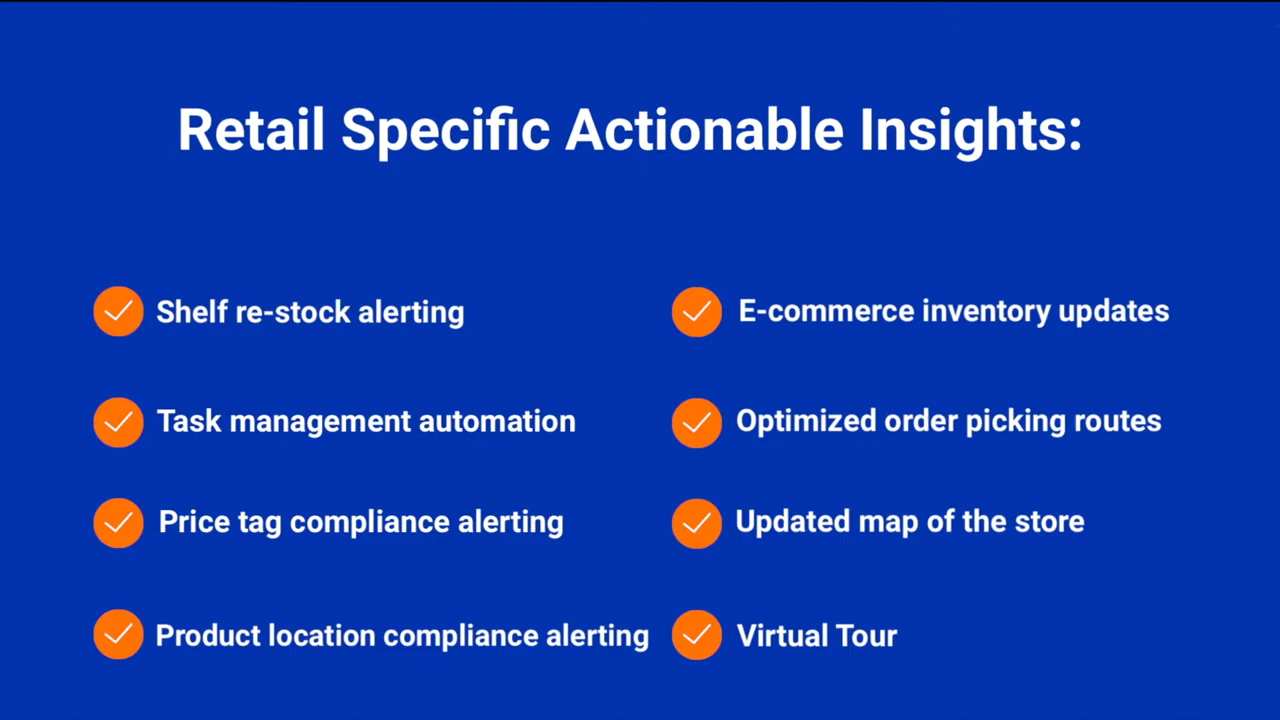 Retail Specific Actionable Insights:
Shelf re-stock alerting
Task management automation
Price tag compliance alerting
Product location compliance alerting
E-commerce inventory updates
Optimized order picking routes
Updated map of the store
Virtual Tour